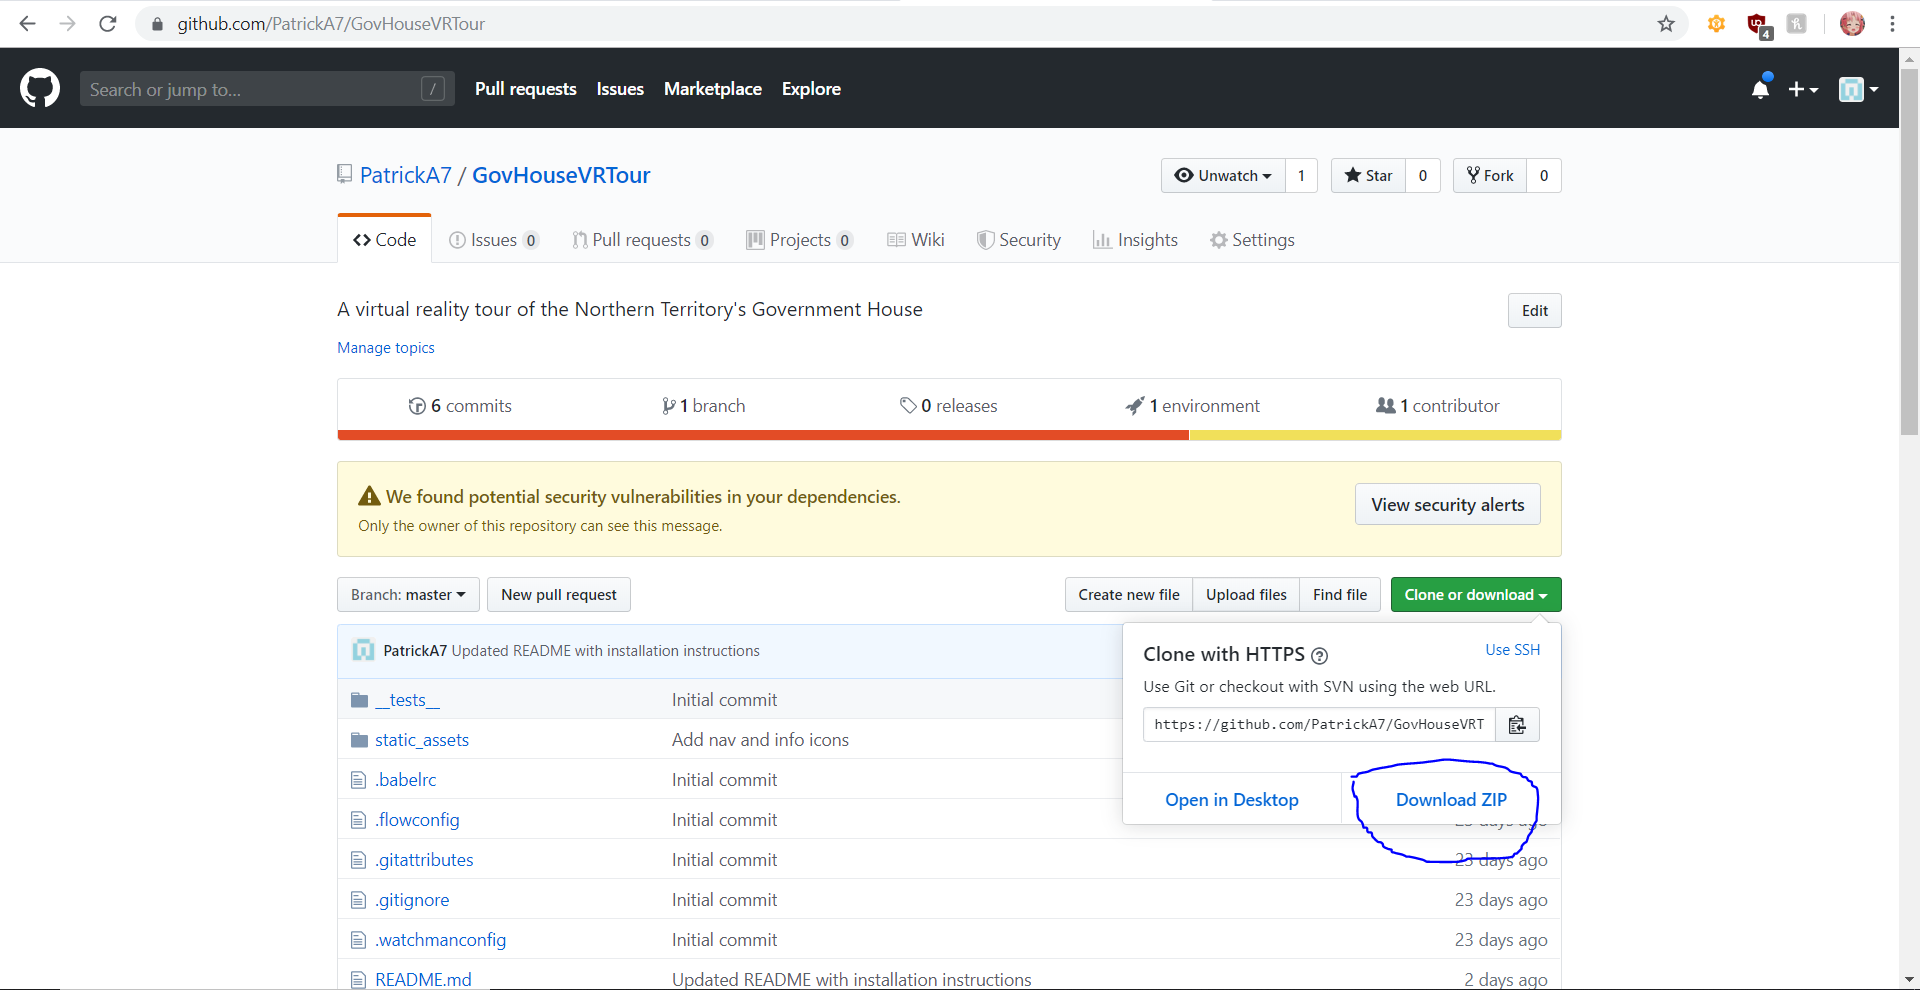 github.com/PatrickA7/GovHouseVRTour
4
Search or jump to... /
Pull requests Issues Marketplace Explore
PatrickA7 / GovHouseVRTour
Unwatch 1 Star 0 Fork 0
Code Issues 0 Pull requests 0 Projects 0 Wiki Security Insights Settings
A virtual reality tour of the Northern Territory's Government House
Edit
Manage topics
6 commits 1 branch 0 releases 1 environment 1 contributor
We found potential security vulnerabilities in your dependencies.
Only the owner of this repository can see this message.
View security alerts
Branch: master New pull request Create new file Upload files Find file Clone or download
PatrickA7 Updated README with installation instructions
Clone with HTTPS ?
Use SSH
Use Git or checkout with SVN using the web URL.
https://github.com/PatrickA7/GovHouseVRT
Open in Desktop Download ZIP
__tests__ Initial commit
static_assets Add nav and info icons
.babelrc Initial commit
.flowconfig Initial commit 23 days ago
.gitattributes Initial commit 23 days ago
.gitignore Initial commit 23 days ago
.watchmanconfig Initial commit 23 days ago
README.md Updated README with installation instructions 2 days ago